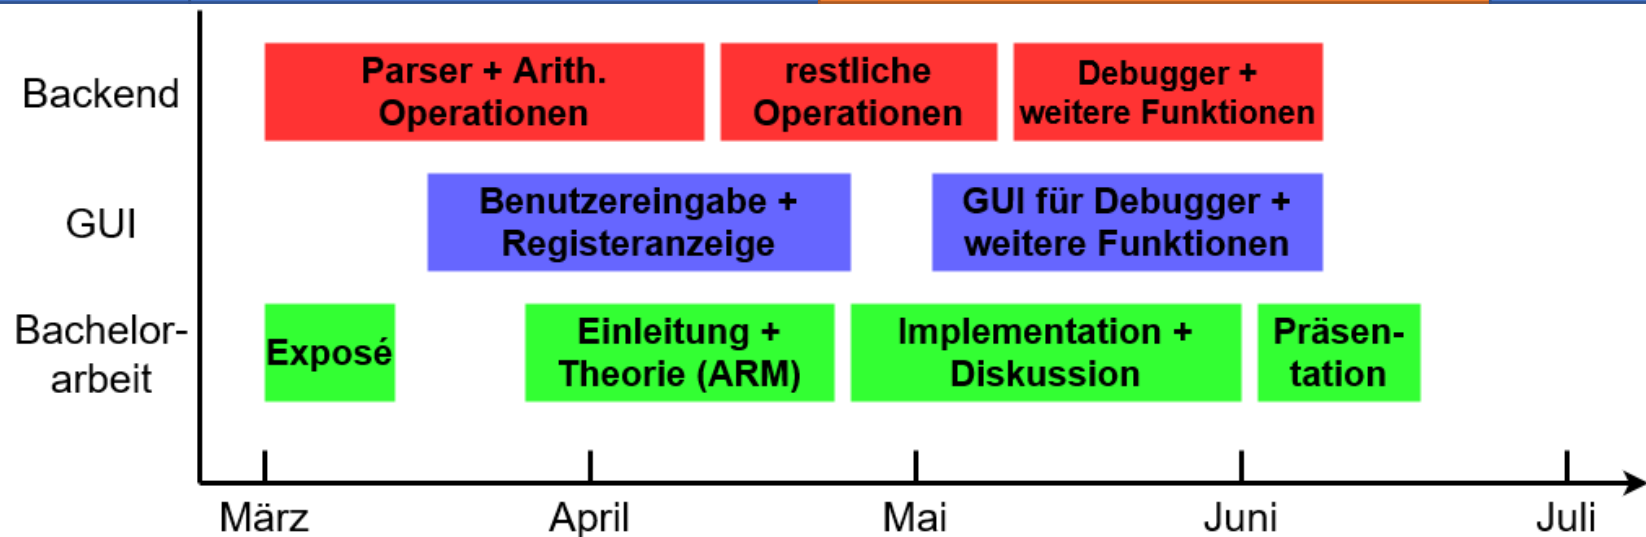 Backend
Parser + Arith.
Operationen
restliche
Operationen
Debugger +
weitere Funktionen
GUI
Benutzereingabe +
Registeranzeige
GUI für Debugger +
weitere Funktionen
Bachelor-
arbeit
Exposé
Einleitung +
Theorie (ARM)
Implementation +
Diskussion
Präsen-
tation
März
April
Mai
Juni
Juli